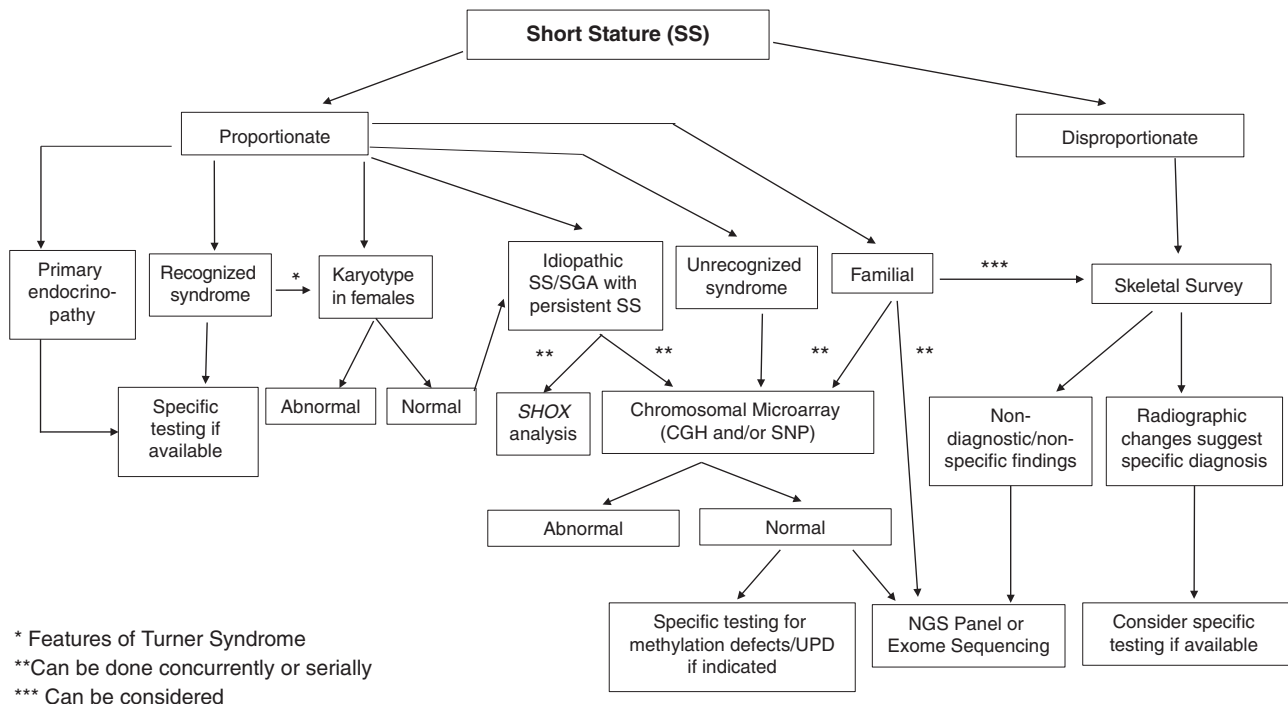 Short Stature (SS)
Proportionate
Disproportionate
Primary
endocrino-
pathy
Recognized
syndrome
*
Karyotype
in females
Idiopathic
SS/SGA with
persistent SS
Unrecognized
syndrome
Familial
***
Skeletal Survey
**
**
**
**
Specific
testing if
available
Abnormal
Normal
SHOX
analysis
Chromosomal Microarray
(CGH and/or SNP)
Non-
diagnostic/non-
specific findings
Radiographic
changes suggest
specific diagnosis
Abnormal
Normal
Specific testing for
methylation defects/UPD
if indicated
NGS Panel or
Exome Sequencing
Consider specific
testing if available
* Features of Turner Syndrome
**Can be done concurrently or serially
*** Can be considered